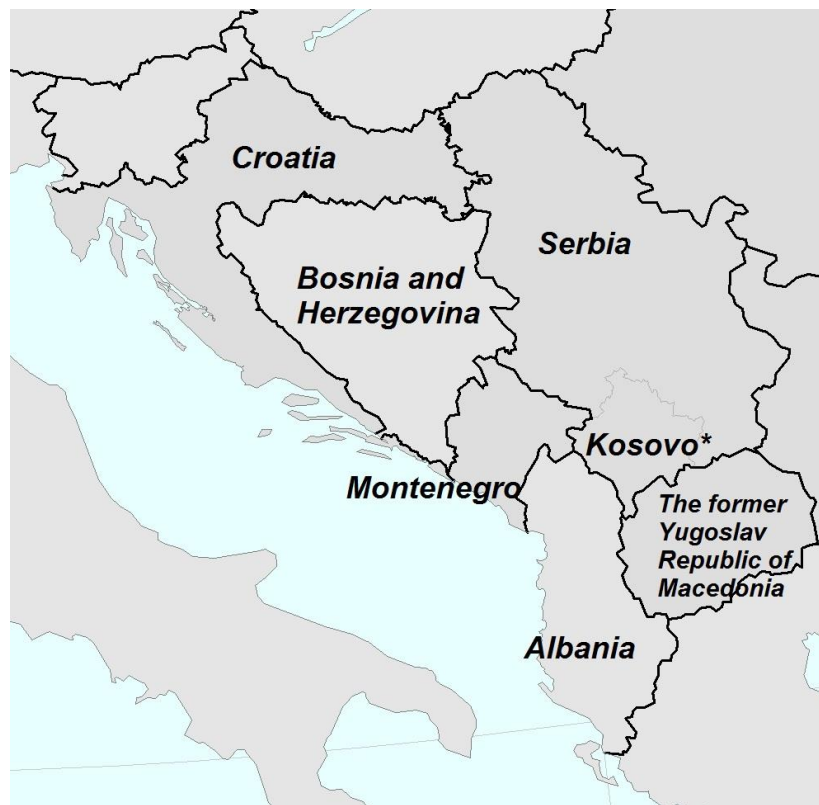 Croatia
Serbia
Bosnia and
Herzegovina
Kosovo*
Montenegro
The former
Yugoslav
Republic of
Macedonia
Albania